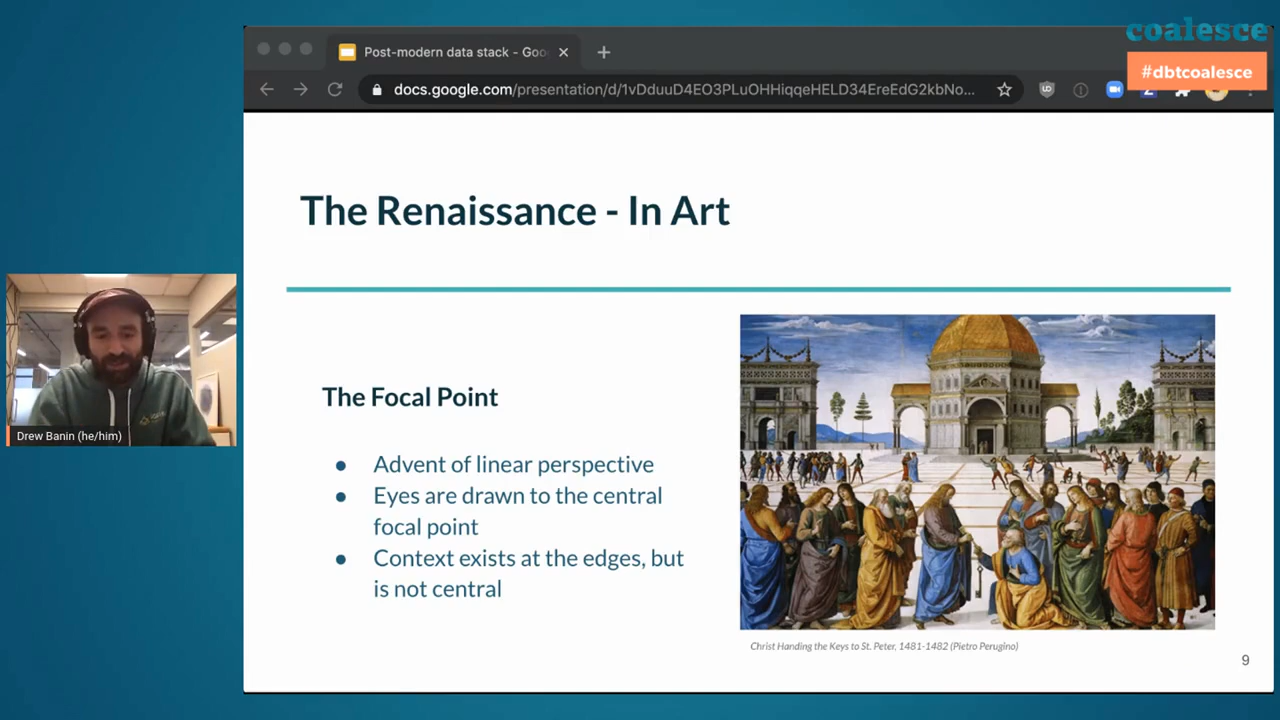 coalesce
#dbtcoalesce
Post-modern data stack - Goo
docs.google.com/presentation/d/1vDduuD4EO3PLuOHHiqqeHELD34EreEdG2kbNo...
The Renaissance - In Art
The Focal Point
● Advent of linear perspective
● Eyes are drawn to the central
focal point
● Context exists at the edges, but
is not central
Christ Handing the Keys to St. Peter, 1481-1482 (Pietro Perugino)
9
Drew Banin (he/him)